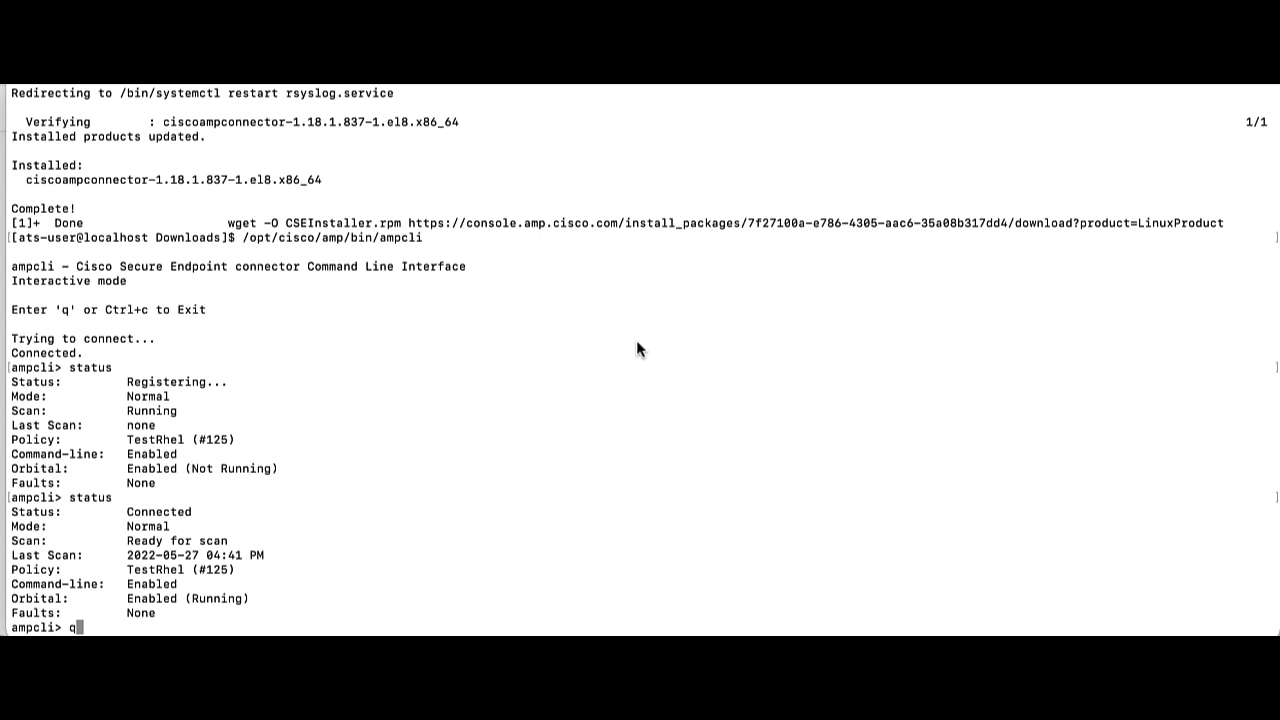 Redirecting to /bin/systemctl restart rsyslog.service
Verifying : ciscoampconnector-1.18.1.837-1.el8.x86_64 1/1
Installed products updated.
Installed:
ciscoampconnector-1.18.1.837-1.el8.x86_64
Complete!
[1]+ Done wget -O CSEInstaller.rpm https://console.amp.cisco.com/install_packages/7f27100a-e786-4305-aac6-35a08b317dd4/download?product=LinuxProduct
[[ats-user@localhost Downloads]$ /opt/cisco/amp/bin/ampcli ]
ampcli - Cisco Secure Endpoint connector Command Line Interface
Interactive mode
Enter 'q' or Ctrl+c to Exit
Trying to connect...
Connected.
[ampcli> status ]
Status: Registering...
Mode: Normal
Scan: Running
Last Scan: none
Policy: TestRhel (#125)
Command-line: Enabled
Orbital: Enabled (Not Running)
Faults: None
[ampcli> status ]
Status: Connected
Mode: Normal
Scan: Ready for scan
Last Scan: 2022-05-27 04:41 PM
Policy: TestRhel (#125)
Command-line: Enabled
Orbital: Enabled (Running)
Faults: None
ampcli> q